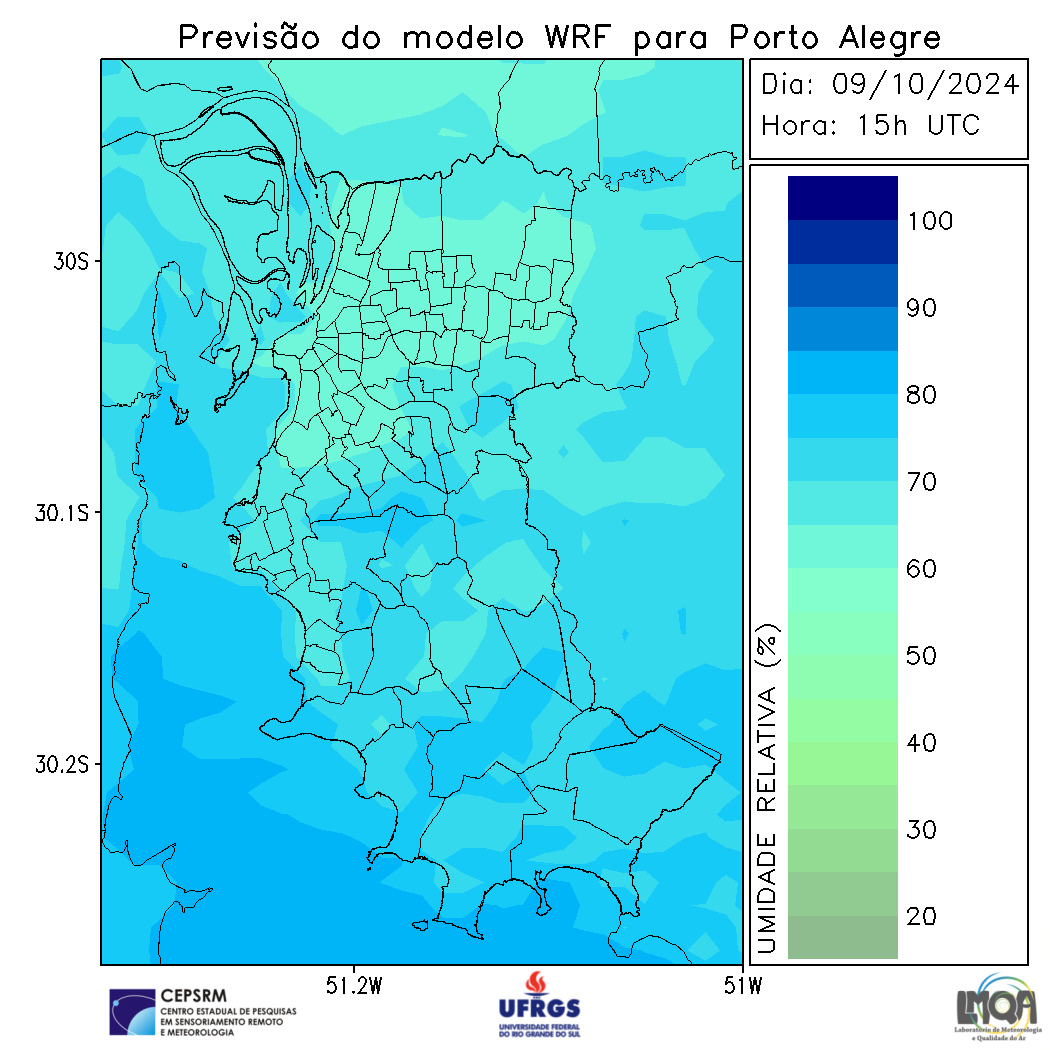 Previsão do modelo WRF para Porto Alegre
Dia: 09/10/2024
Hora: 15h UTC
100
90
80
70
60
50
40
30
20
UMIDADE RELATIVA (%)
30S
30.1S
30.2S
51.2W
51W
CEPSRM
CENTRO ESTADUAL DE PESQUISAS
EM SENSORIAMENTO REMOTO
E METEOROLOGIA
UFRGS
UNIVERSIDADE FEDERAL
DO RIO GRANDE DO SUL
LMQA
Laboratório de Meteorologia
e Qualidade do Ar